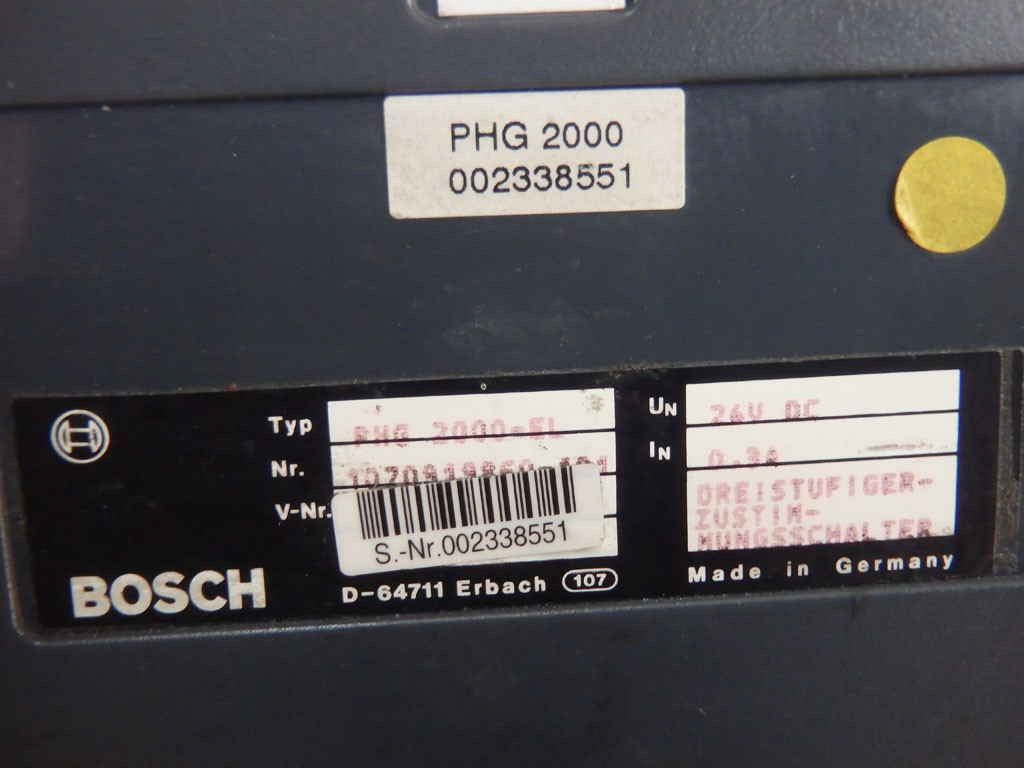 PHG 2000
002338551
Typ PHG 2000-EL
Nr.
V-Nr.
S.-Nr.002338551
BOSCH
D-64711 Erbach 107
UN 24V DC
IN 0.3A
DREISTUFIGER-
ZUSTIM-
MUNGSSCHALTER
Made in Germany